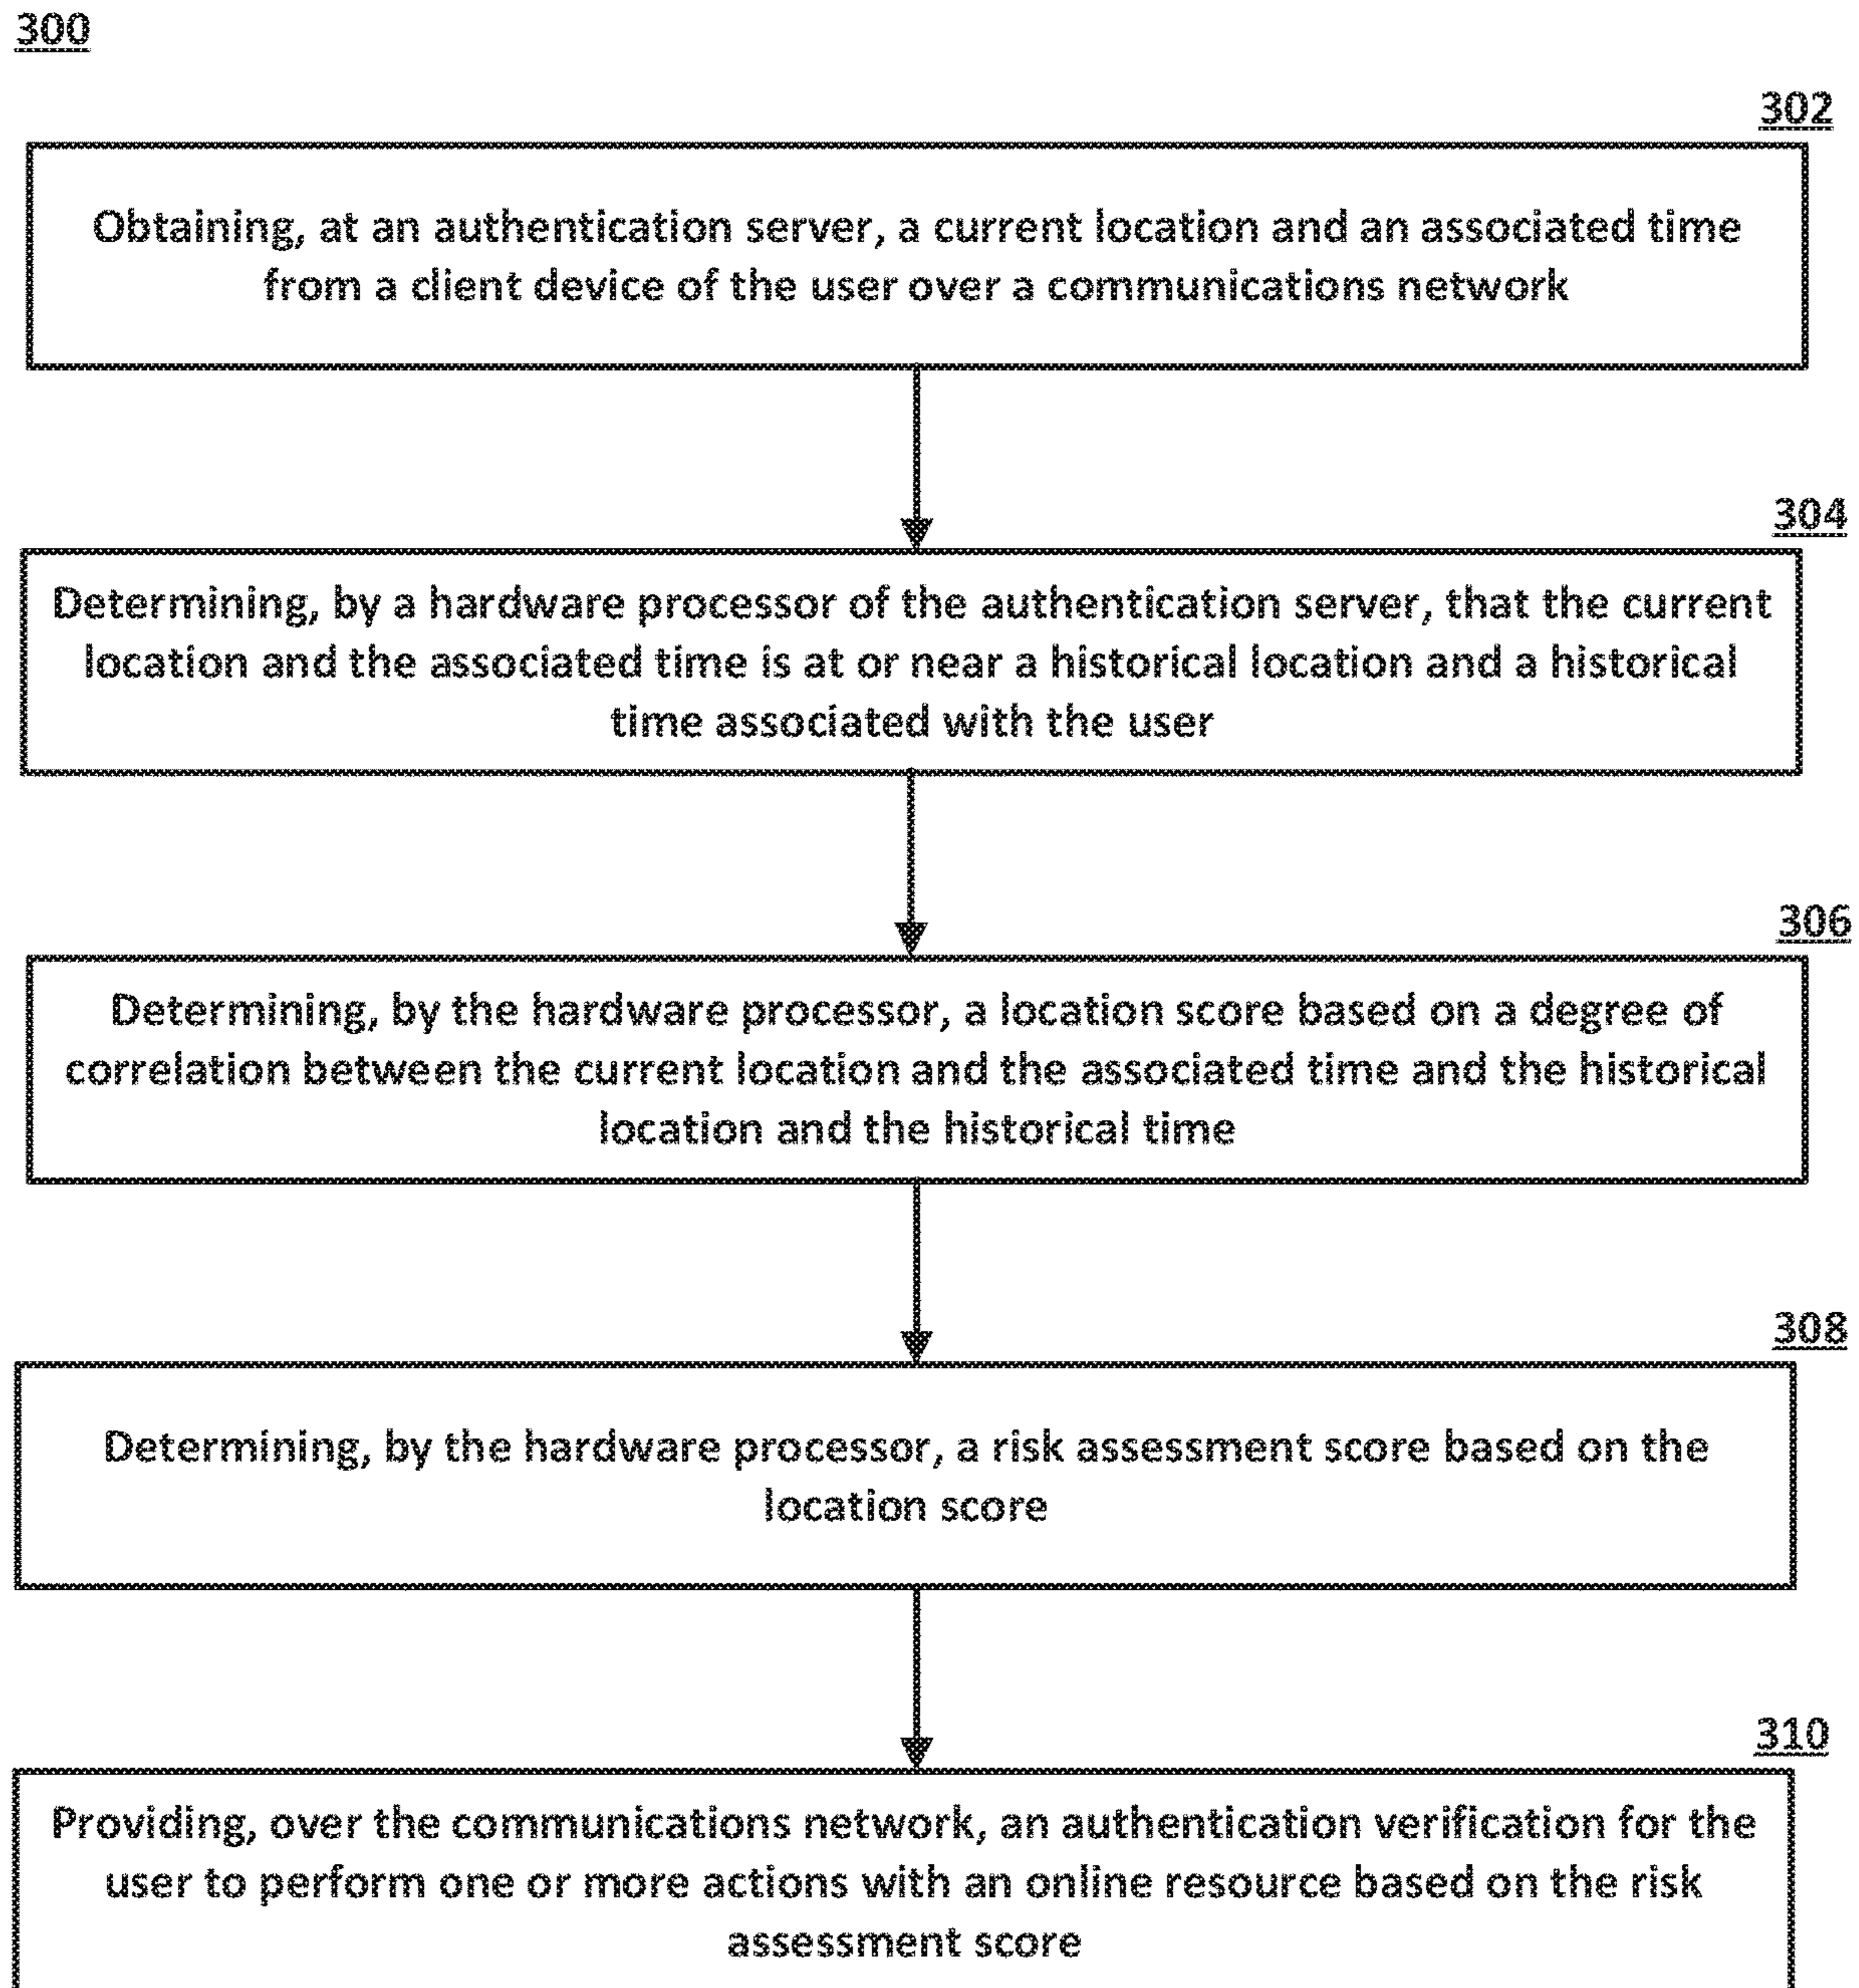 300
302
Obtaining, at an authentication server, a current location and an associated time
from a client device of the user over a communications network
304
Determining, by a hardware processor of the authentication server, that the current
location and the associated time is at or near a historical location and a historical
time associated with the user
306
Determining, by the hardware processor, a location score based on a degree of
correlation between the current location and the associated time and the historical
location and the historical time
308
Determining, by the hardware processor, a risk assessment score based on the
location score
310
Providing, over the communications network, an authentication verification for the
user to perform one or more actions with an online resource based on the risk
assessment score